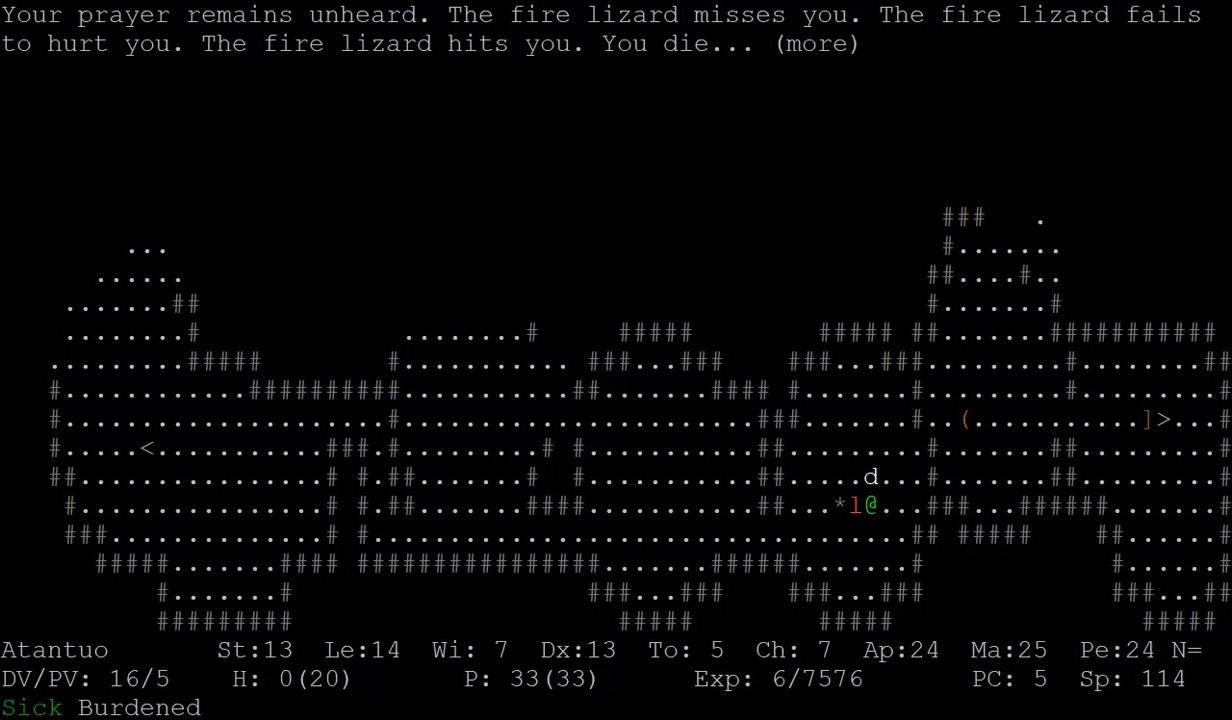 Your prayer remains unheard. The fire lizard misses you. The fire lizard fails
to hurt you. The fire lizard hits you. You die... (more)
Atantuo St:13 Le:14 Wi: 7 Dx:13 To: 5 Ch: 7 Ap:24 Ma:25 Pe:24 N=
DV/PV: 16/5 H: 0(20) P: 33(33) Exp: 6/7576 PC: 5 Sp: 114
Sick Burdened